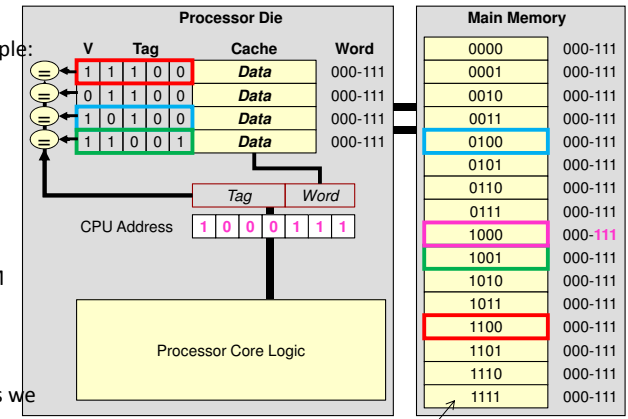 Processor Die
Main Memory
ple:
V Tag Cache Word
1 1 1 0 0 Data 000-111
0 1 1 0 0 Data 000-111
1 0 1 0 0 Data 000-111
1 1 0 0 1 Data 000-111
= 
=
=
=
Tag Word
CPU Address 1 0 0 0 1 1 1
Processor Core Logic
s we
0000 000-111
0001 000-111
0010 000-111
0011 000-111
0100 000-111
0101 000-111
0110 000-111
0111 000-111
1000 000-111
1001 000-111
1010 000-111
1011 000-111
1100 000-111
1101 000-111
1110 000-111
1111 000-111